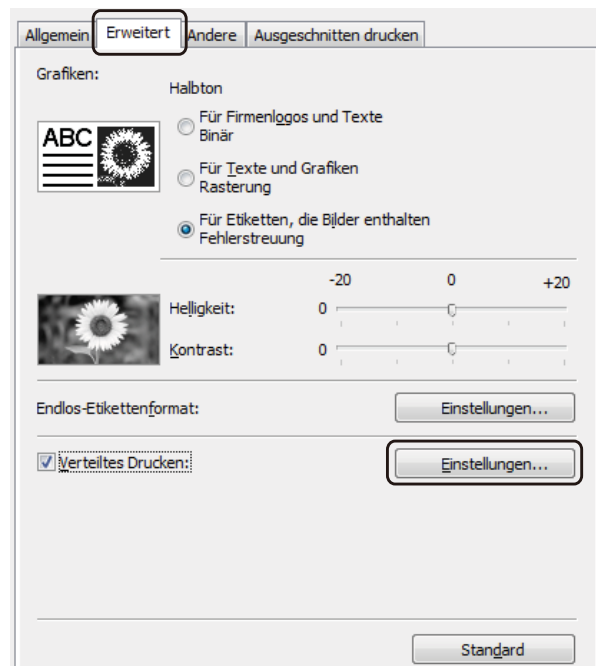 Allgemein Erweitert Andere Ausgeschnitten drucken
Grafiken:
Halbton
ABC
Für Firmenlogos und Texte
Binär
Für Texte und Grafiken
Rasterung
Für Etiketten, die Bilder enthalten
Fehlerstreuung
-20 0 +20
Helligkeit: 0
Kontrast: 0
Endlos-Etikettenformat: Einstellungen...
Verteiltes Drucken: Einstellungen...
Standard